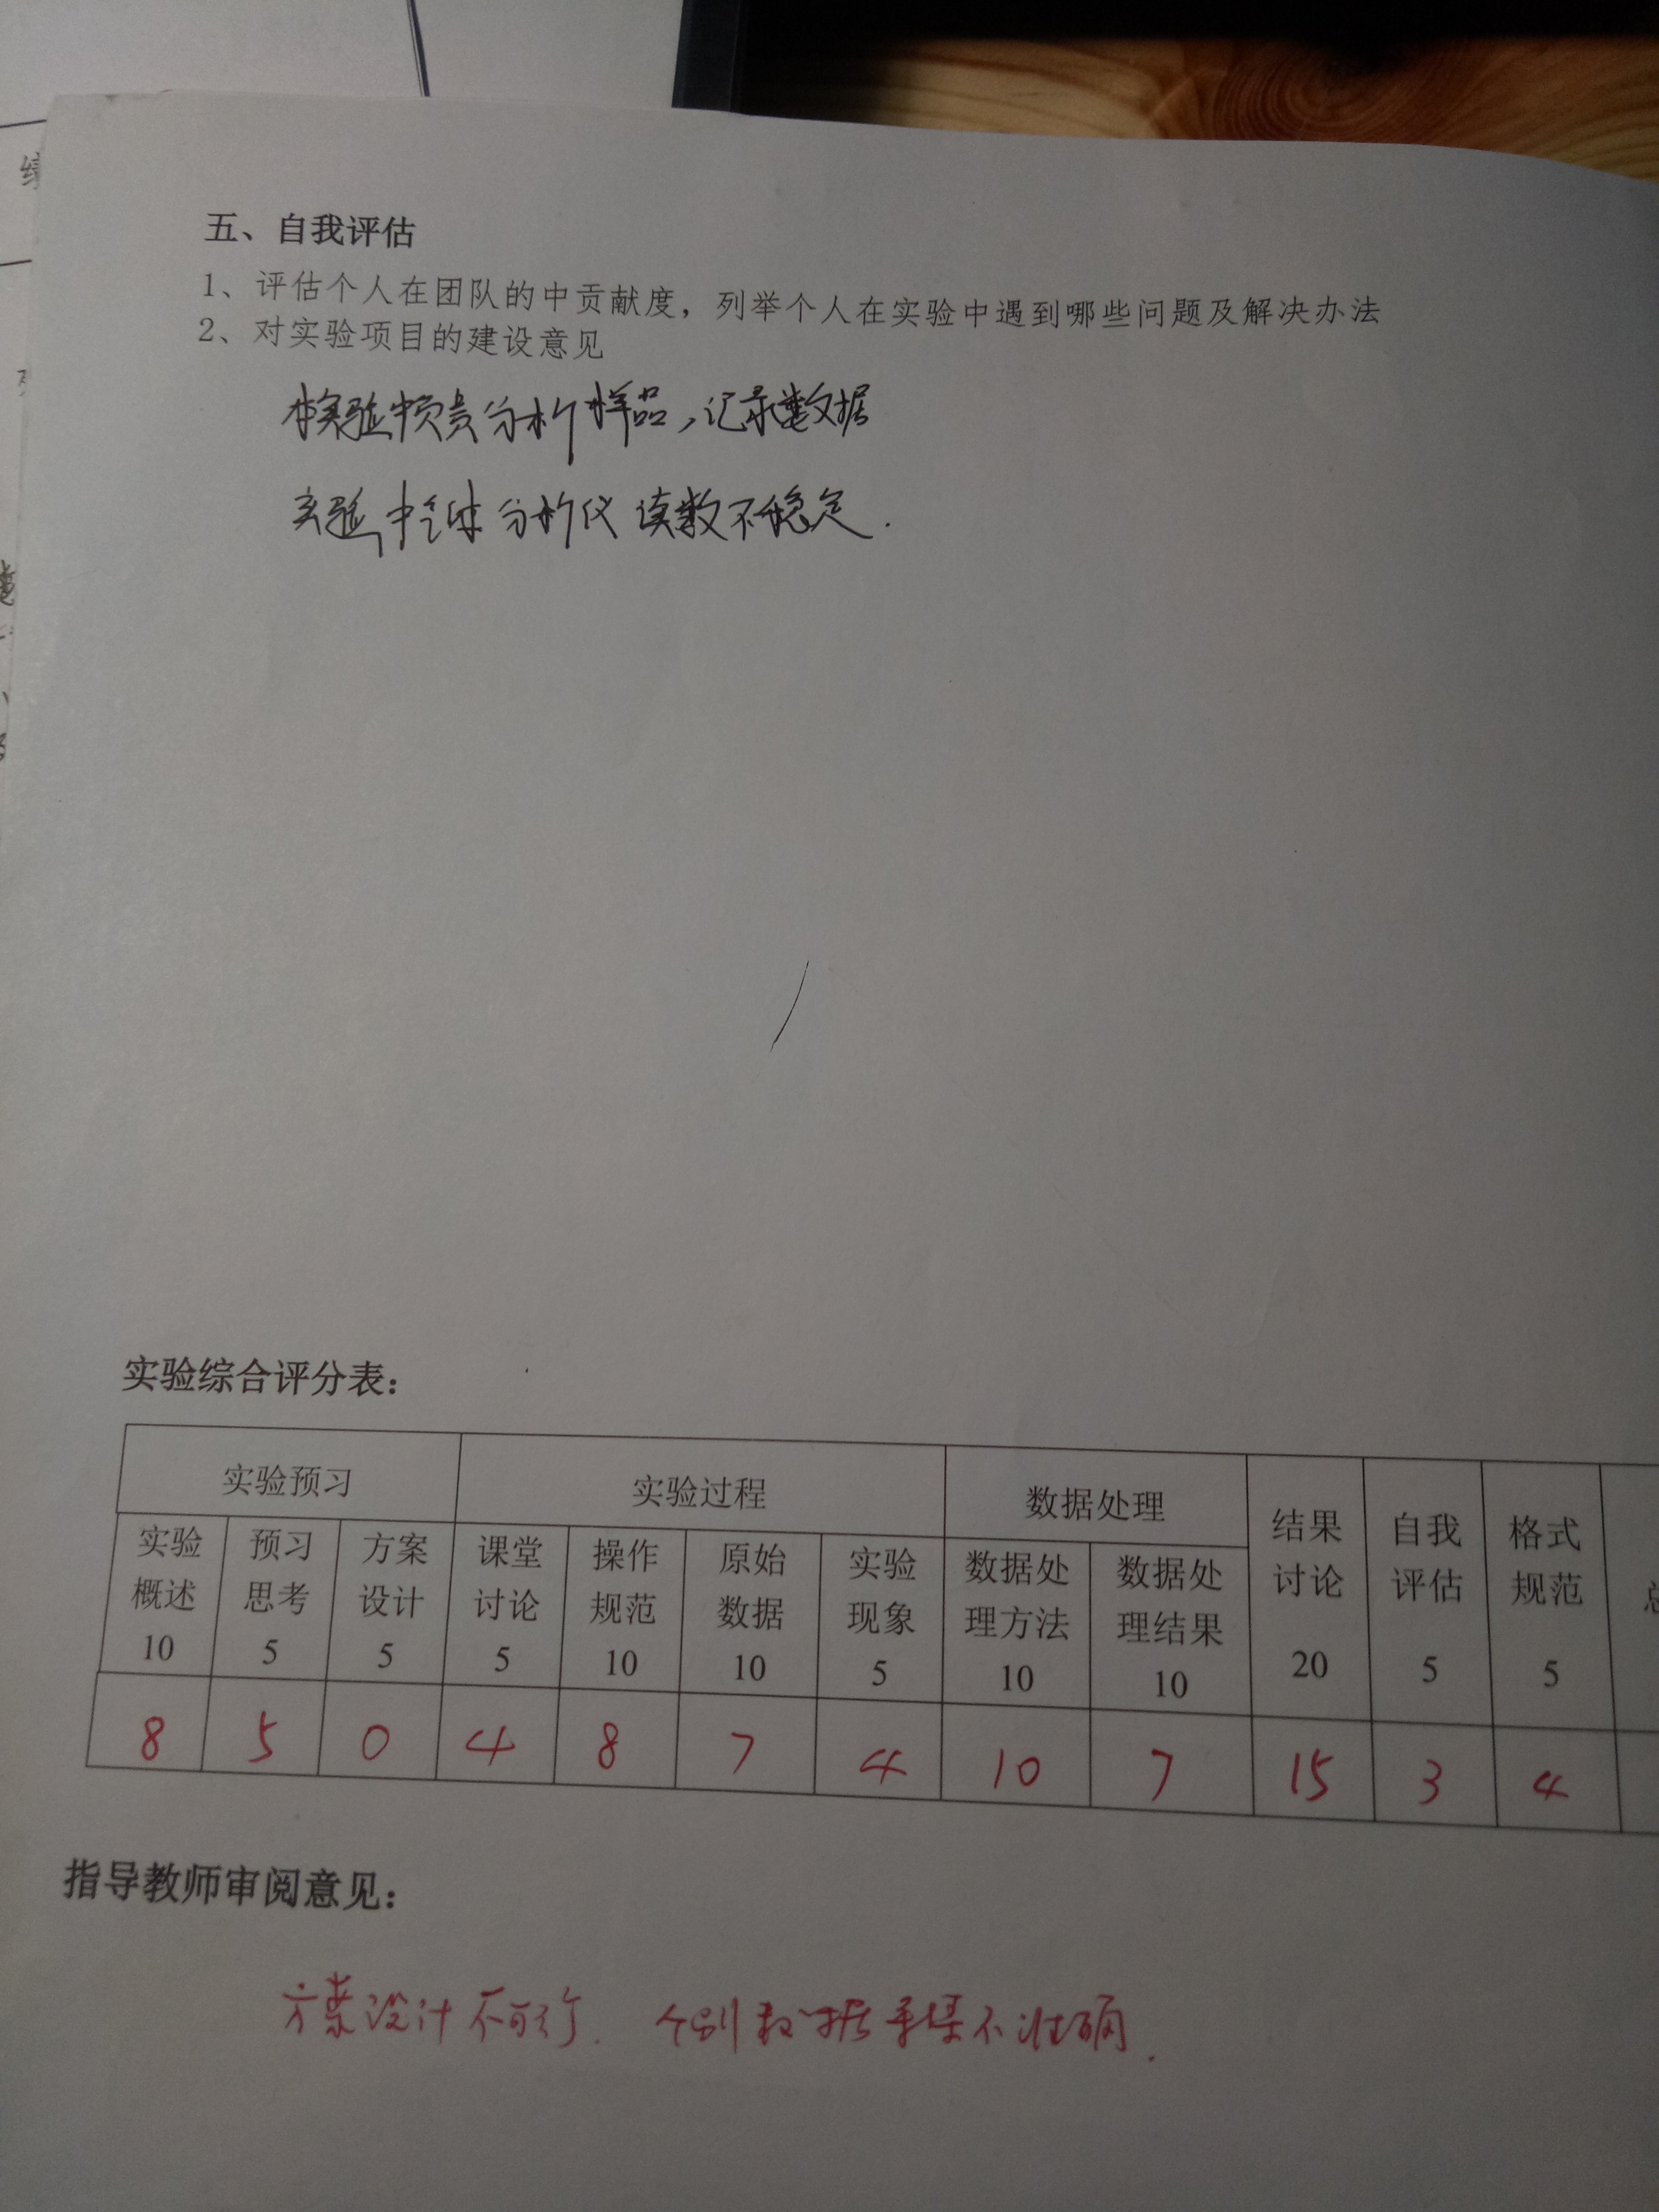 五、自我评估
1、评估个人在团队的中贡献度，列举个人在实验中遇到哪些问题及解决办法
2、对实验项目的建设意见
本实验中负责分析样品，记录数据
实验中气体分析仪读数不稳定.
实验综合评分表：
实验预习 实验过程 数据处理 结果讨论 20 自我评估 5 格式规范 5
实验概述 10 预习思考 5 方案设计 5 课堂讨论 5 操作规范 10 原始数据 10 实验现象 5 数据处理方法 10 数据处理结果 10
8 5 0 4 8 7 4 10 7 15 3 4
指导教师审阅意见：
方案设计不可行. 个别数据采集不准确.